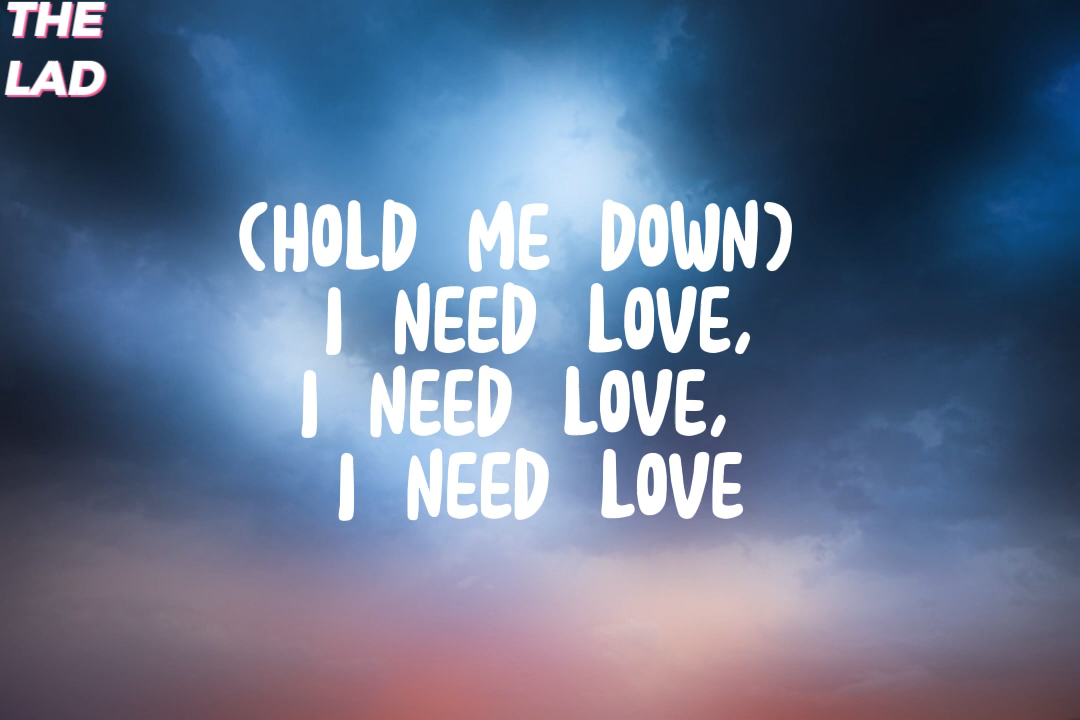 THE
LAD
(HOLD ME DOWN)
I NEED LOVE,
I NEED LOVE,
I NEED LOVE